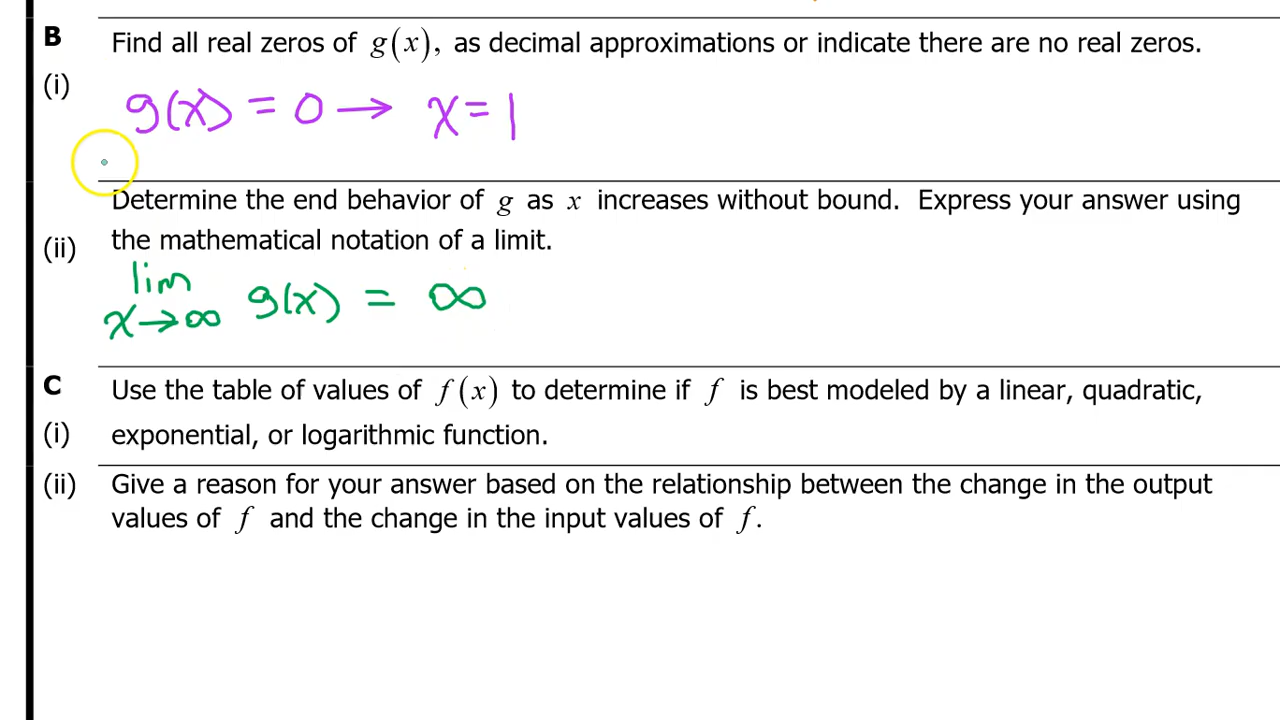 B Find all real zeros of g(x), as decimal approximations or indicate there are no real zeros.
(i)
g(x) = 0 → x = 1
Determine the end behavior of g as x increases without bound. Express your answer using
(ii) the mathematical notation of a limit.
lim
x→∞ g(x) = ∞
C Use the table of values of f(x) to determine if f is best modeled by a linear, quadratic,
(i) exponential, or logarithmic function.
(ii) Give a reason for your answer based on the relationship between the change in the output
values of f and the change in the input values of f.